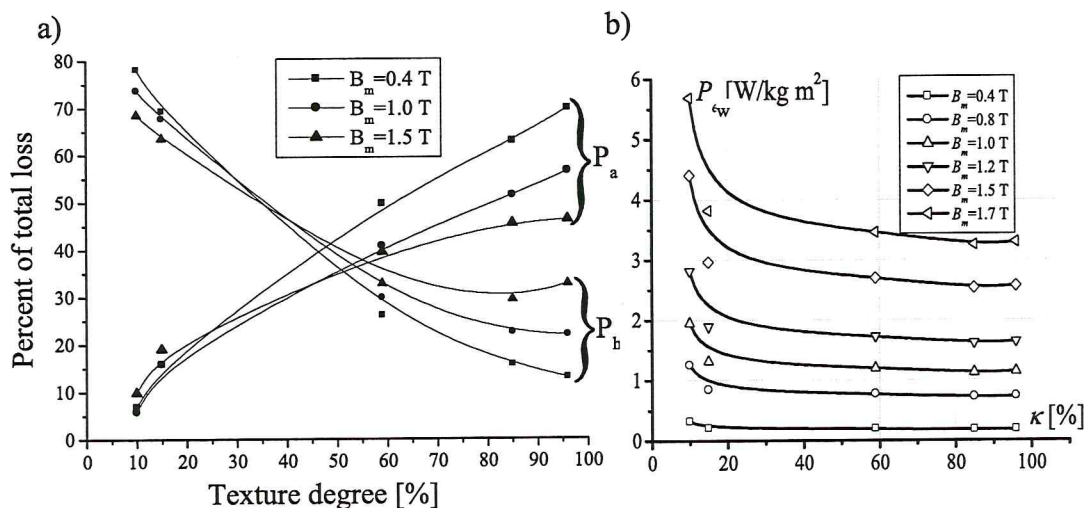 a)
80
70
60
50
40
30
20
10
0
Percent of total loss
B_m=0.4 T
B_m=1.0 T
B_m=1.5 T
P_a
P_h
0 10 20 30 40 50 60 70 80 90 100
Texture degree [%]
b)
6
5
4
3
2
1
0
P_ϵw [W/kg m²]
B_m=0.4 T
B_m=0.8 T
B_m=1.0 T
B_m=1.2 T
B_m=1.5 T
B_m=1.7 T
κ [%]
0 20 40 60 80 100